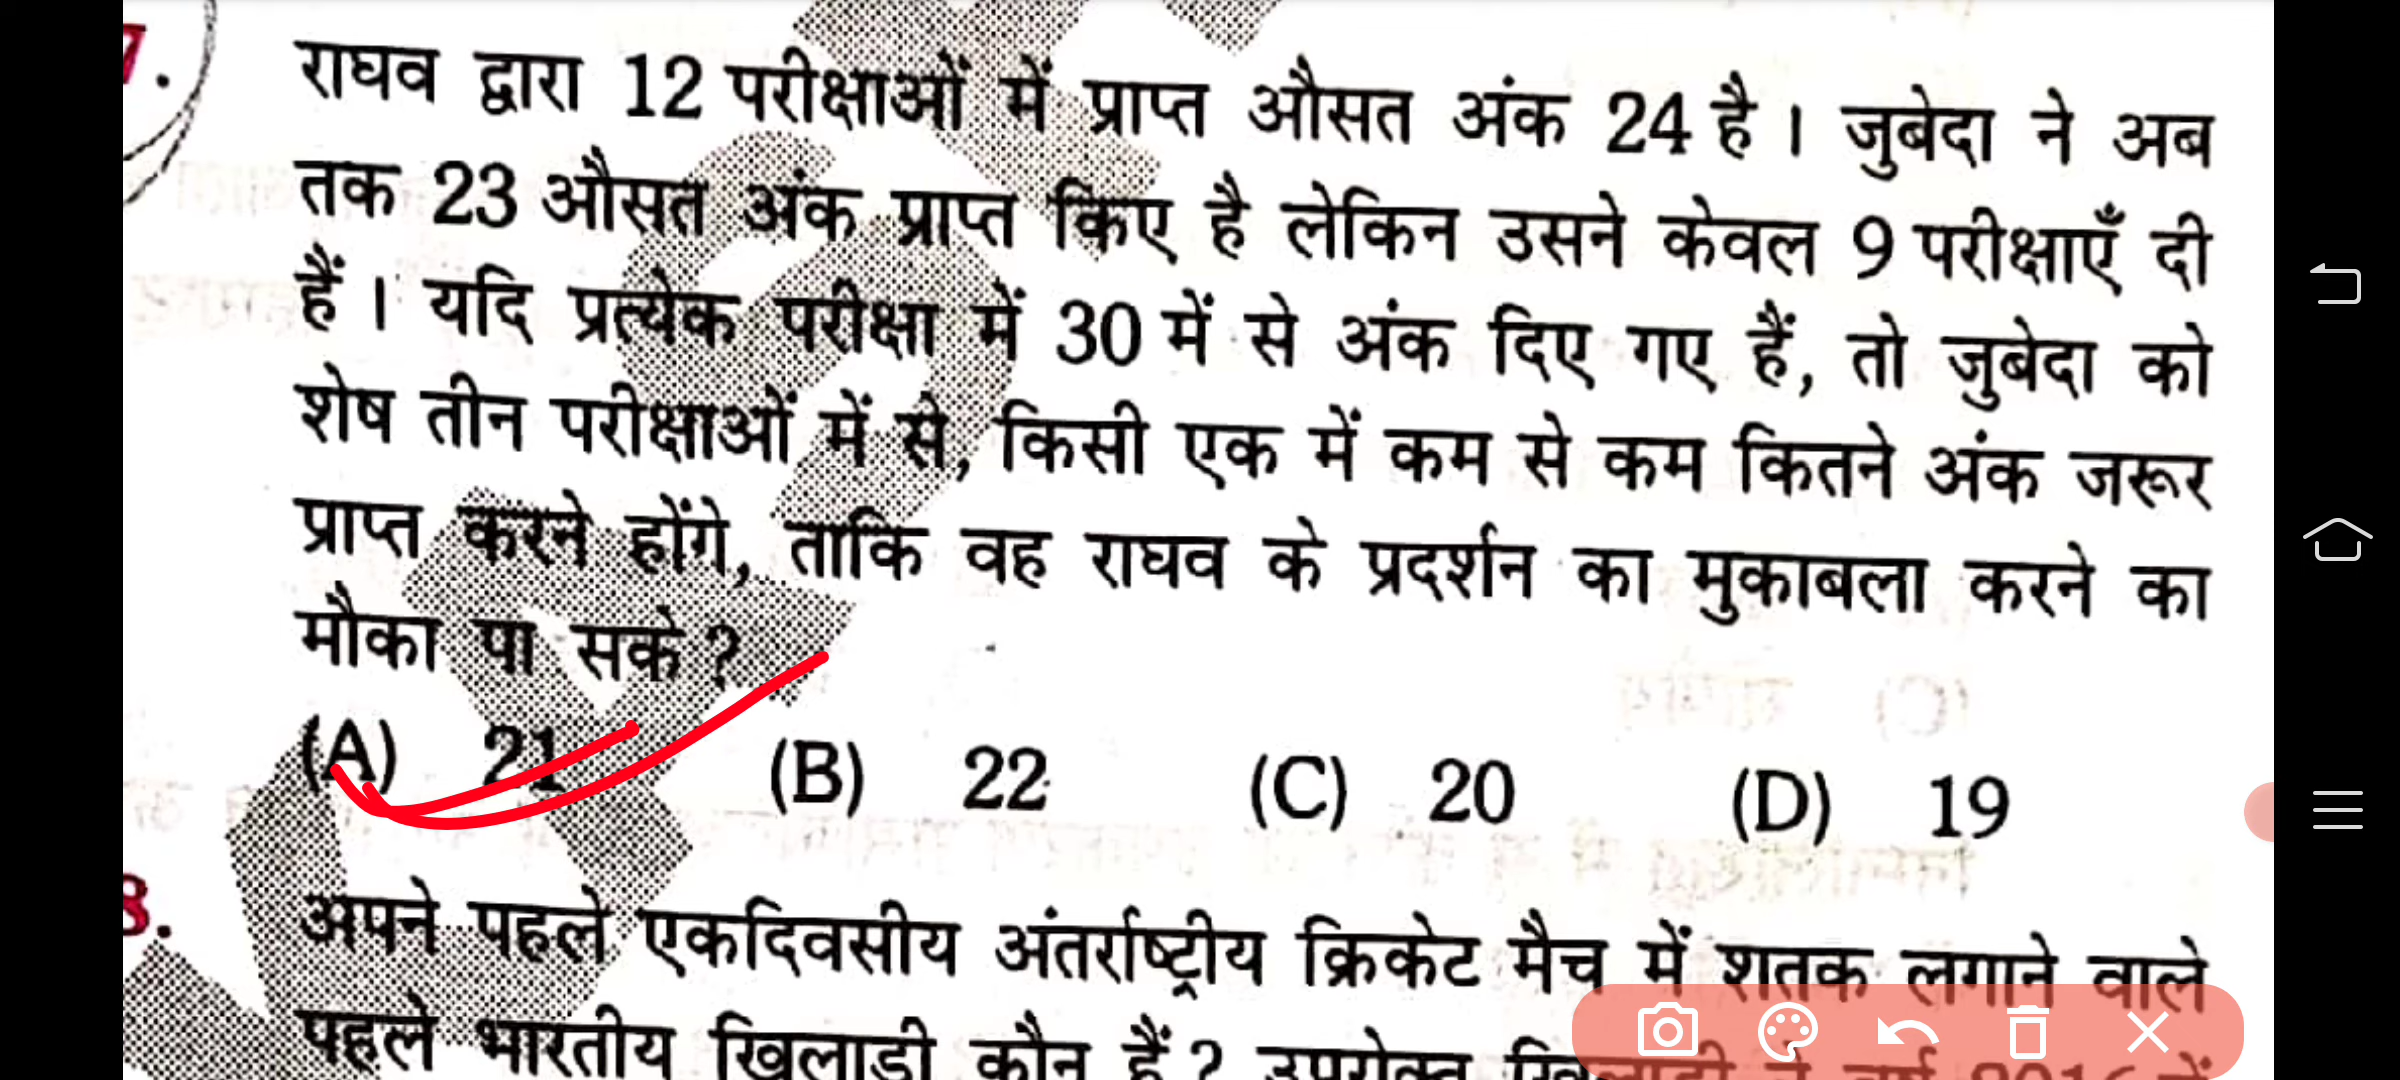 7. राघव द्वारा 12 परीक्षाओं में प्राप्त औसत अंक 24 है । जुबेदा ने अब
तक 23 औसत अंक प्राप्त किए है लेकिन उसने केवल 9 परीक्षाएँ दी
हैं । यदि प्रत्येक परीक्षा में 30 में से अंक दिए गए हैं, तो जुबेदा को
शेष तीन परीक्षाओं में से, किसी एक में कम से कम कितने अंक जरूर
प्राप्त करने होंगे, ताकि वह राघव के प्रदर्शन का मुकाबला करने का
मौका पा सके ?
(A) 21 (B) 22 (C) 20 (D) 19
8. अपने पहले एकदिवसीय अंतर्राष्ट्रीय क्रिकेट मैच में शतक लगाने वाले
पहले भारतीय खिलाड़ी कौन हैं ?